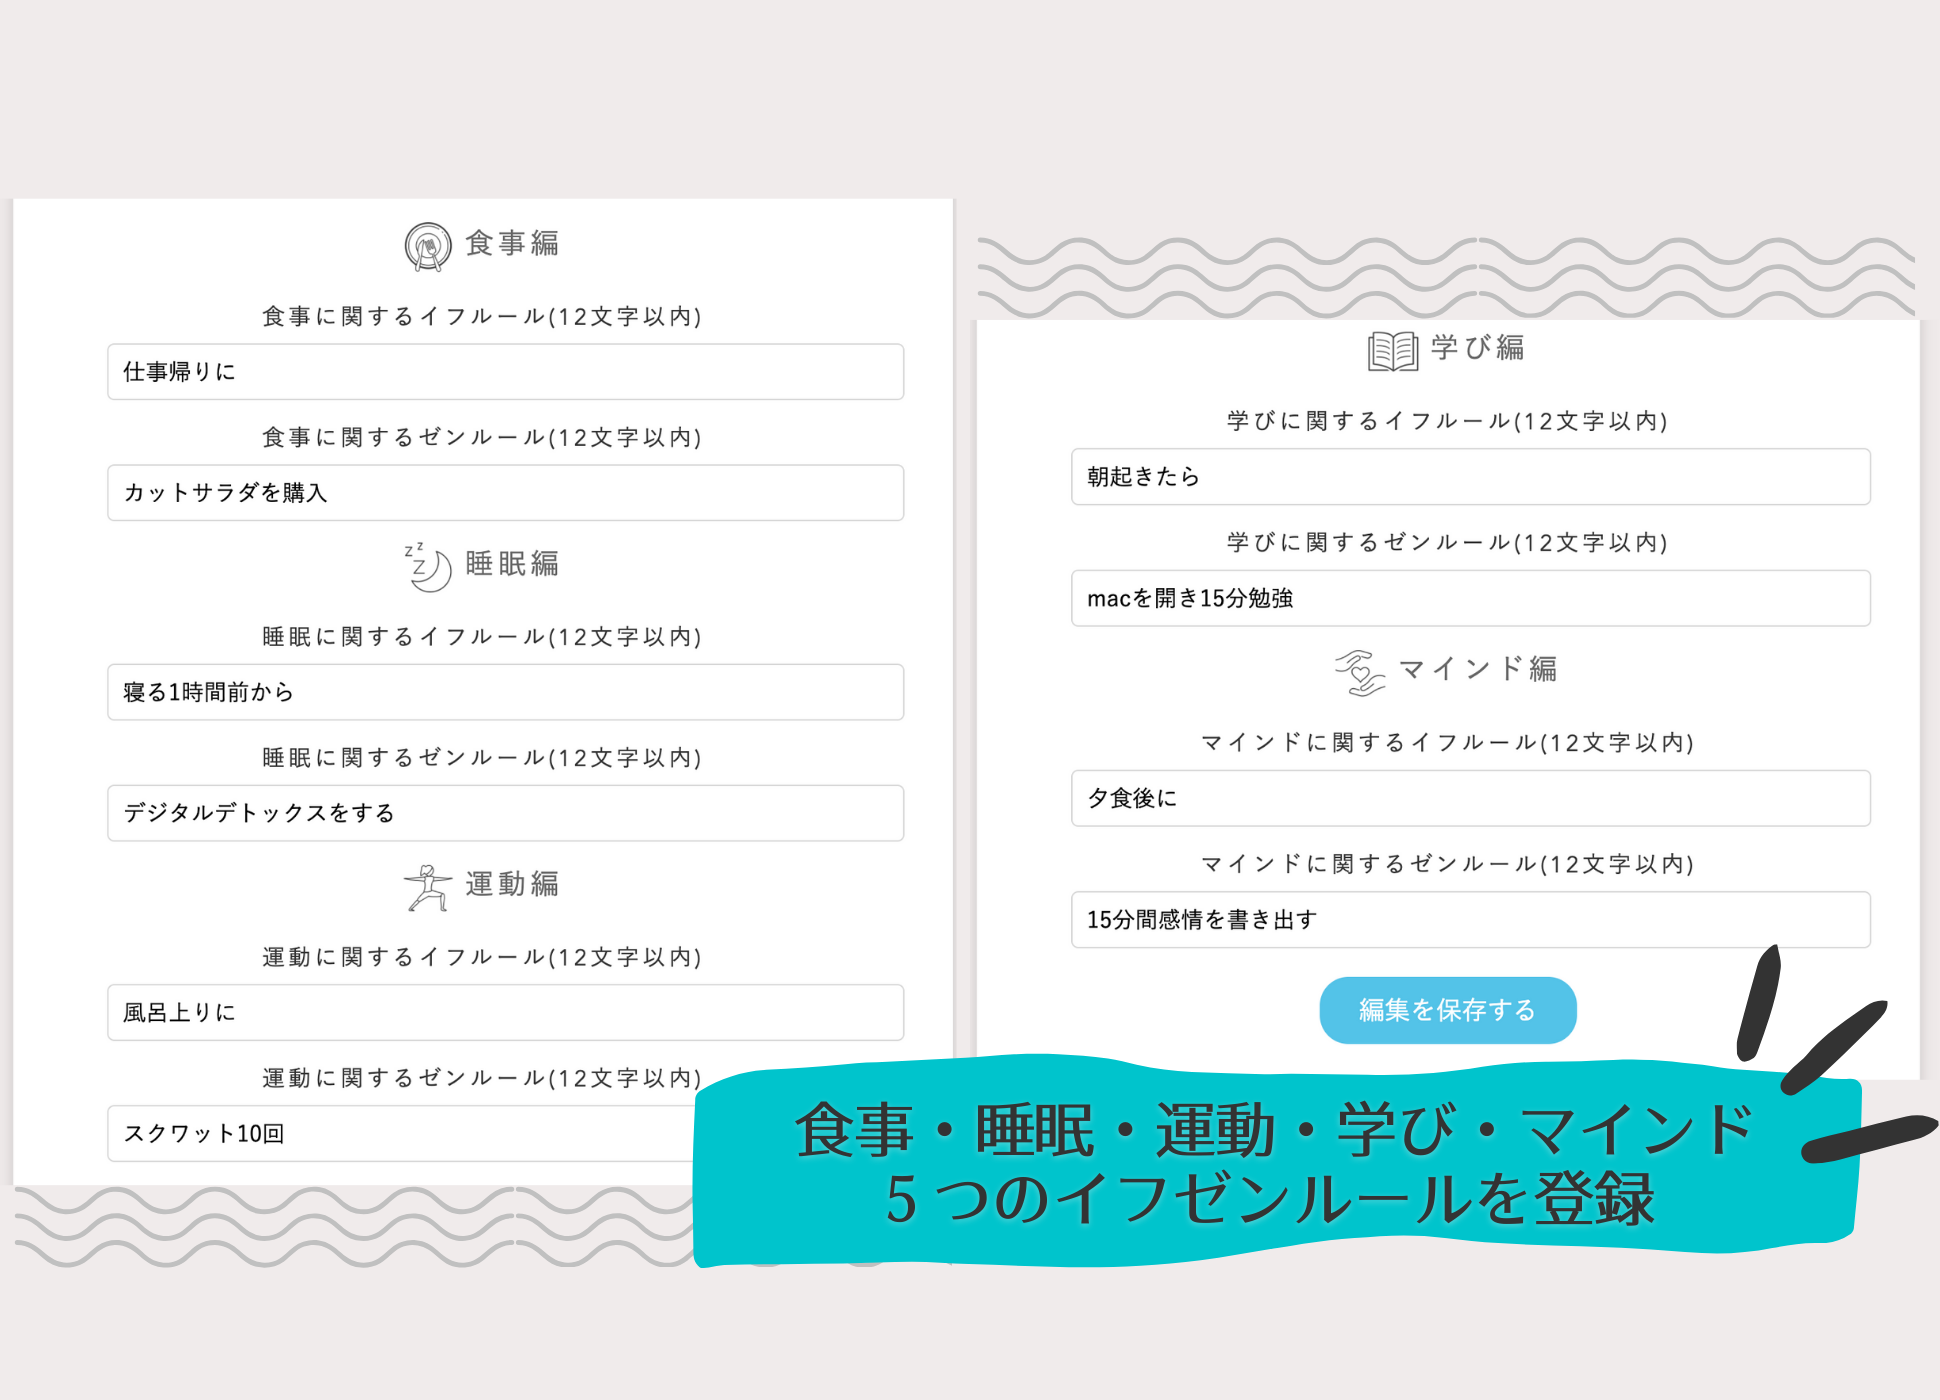 食事編
食事に関するイフルール(12文字以内)
仕事帰りに
食事に関するゼンルール(12文字以内)
カットサラダを購入
zzZ
睡眠編
睡眠に関するイフルール(12文字以内)
寝る1時間前から
睡眠に関するゼンルール(12文字以内)
デジタルデトックスをする
運動編
運動に関するイフルール(12文字以内)
風呂上りに
運動に関するゼンルール(12文字以内)
スクワット10回
学び編
学びに関するイフルール(12文字以内)
朝起きたら
学びに関するゼンルール(12文字以内)
macを開き15分勉強
マインド編
マインドに関するイフルール(12文字以内)
夕食後に
マインドに関するゼンルール(12文字以内)
15分間感情を書き出す
編集を保存する
食事・睡眠・運動・学び・マインド
5つのイフゼンルールを登録